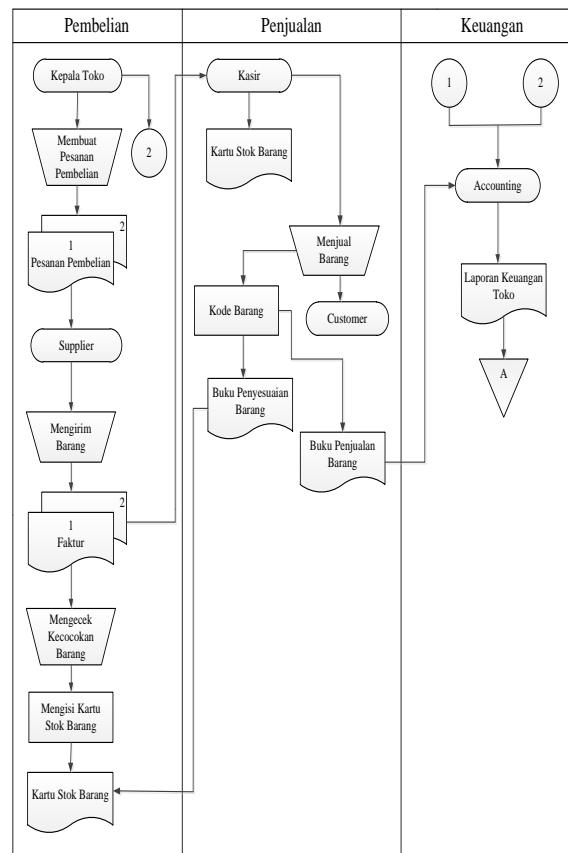 Pembelian
Penjualan
Keuangan
Kepala Toko
2
Membuat
Pesanan
Pembelian
2
1
Pesanan Pembelian
Supplier
Mengirim
Barang
2
1
Faktur
Mengecek
Kecocokan
Barang
Mengisi Kartu
Stok Barang
Kartu Stok Barang
Kasir
Kartu Stok Barang
Menjual
Barang
Kode Barang
Customer
Buku Penyesuaian
Barang
Buku Penjualan
Barang
1
2
Accounting
Laporan Keuangan
Toko
A